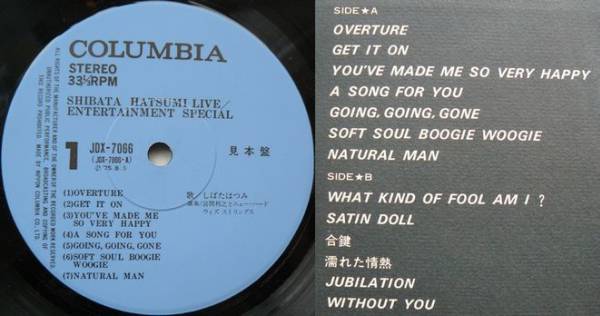 COLUMBIA
STEREO
33⅓RPM
SHIBATA HATSUMI LIVE/
ENTERTAINMENT SPECIAL
1
JDX-7066
(JDX-7066-A)
見本盤
(1)OVERTURE
(2)GET IT ON
(3)YOU'VE MADE ME
SO VERY HAPPY
(4)A SONG FOR YOU
(5)GOING, GOING, GONE
(6)SOFT SOUL BOOGIE
WOOGIE
(7)NATURAL MAN
歌/しばたはつみ
ウィズ ストリングス
SIDE★A
OVERTURE
GET IT ON
YOU'VE MADE ME SO VERY HAPPY
A SONG FOR YOU
GOING, GOING, GONE
SOFT SOUL BOOGIE WOOGIE
NATURAL MAN
SIDE★B
WHAT KIND OF FOOL AM I ?
SATIN DOLL
合鍵
濡れた情熱
JUBILATION
WITHOUT YOU